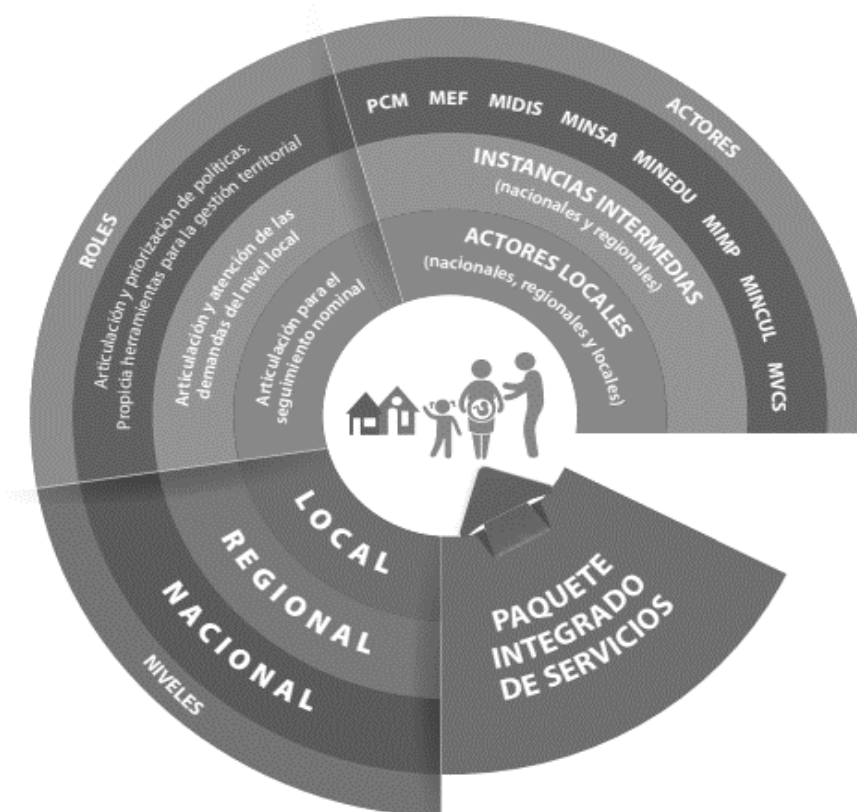 ROLES
Articulación y priorización de políticas.
Propicia herramientas para la gestión territorial
Articulación y atención de las
demandas del nivel local
Articulación para el
seguimiento nominal
ACTORES
PCM MEF MIDIS MINSA MINEDU MIMP MINCUL MVCS
INSTANCIAS INTERMEDIAS
(nacionales y regionales)
ACTORES LOCALES
(nacionales, regionales y locales)
LOCAL
REGIONAL
NACIONAL
NIVELES
PAQUETE
INTEGRADO
DE SERVICIOS